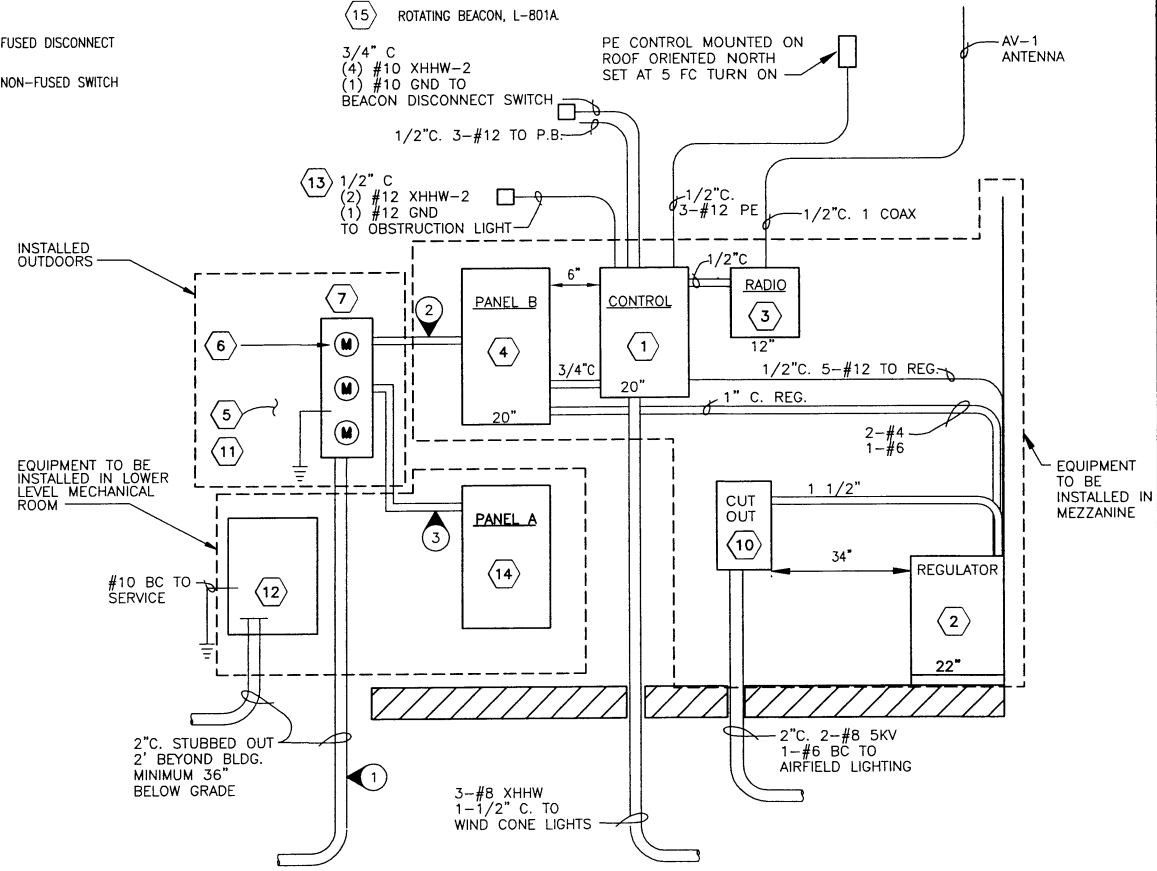 15 ROTATING BEACON, L-801A
FUSED DISCONNECT
NON-FUSED SWITCH
3/4" C
(4) #10 XHHW-2
(1) #10 GND TO
BEACON DISCONNECT SWITCH
1/2"C. 3-#12 TO P.B.
PE CONTROL MOUNTED ON
ROOF ORIENTED NORTH
SET AT 5 FC TURN ON
AV-1
ANTENNA
13 1/2" C
(2) #12 XHHW-2
(1) #12 GND
TO OBSTRUCTION LIGHT
1/2"C.
3-#12 PE
1/2"C. 1 COAX
INSTALLED
OUTDOORS
7
6
M
M
M
5
11
2
PANEL B
4
20"
6"
3/4"C
CONTROL
1
20"
1/2"C
RADIO
3
12"
1/2"C. 5-#12 TO REG.
1" C. REG.
2-#4
1-#6
EQUIPMENT TO BE
INSTALLED IN LOWER
LEVEL MECHANICAL
ROOM
EQUIPMENT
TO BE
INSTALLED IN
MEZZANINE
PANEL A
14
3
CUT
OUT
10
1 1/2"
34"
REGULATOR
2
22"
#10 BC TO
SERVICE
12
2"C. STUBBED OUT
2' BEYOND BLDG.
MINIMUM 36"
BELOW GRADE
1
3-#8 XHHW
1-1/2" C. TO
WIND CONE LIGHTS
2"C. 2-#8 5KV
1-#6 BC TO
AIRFIELD LIGHTING